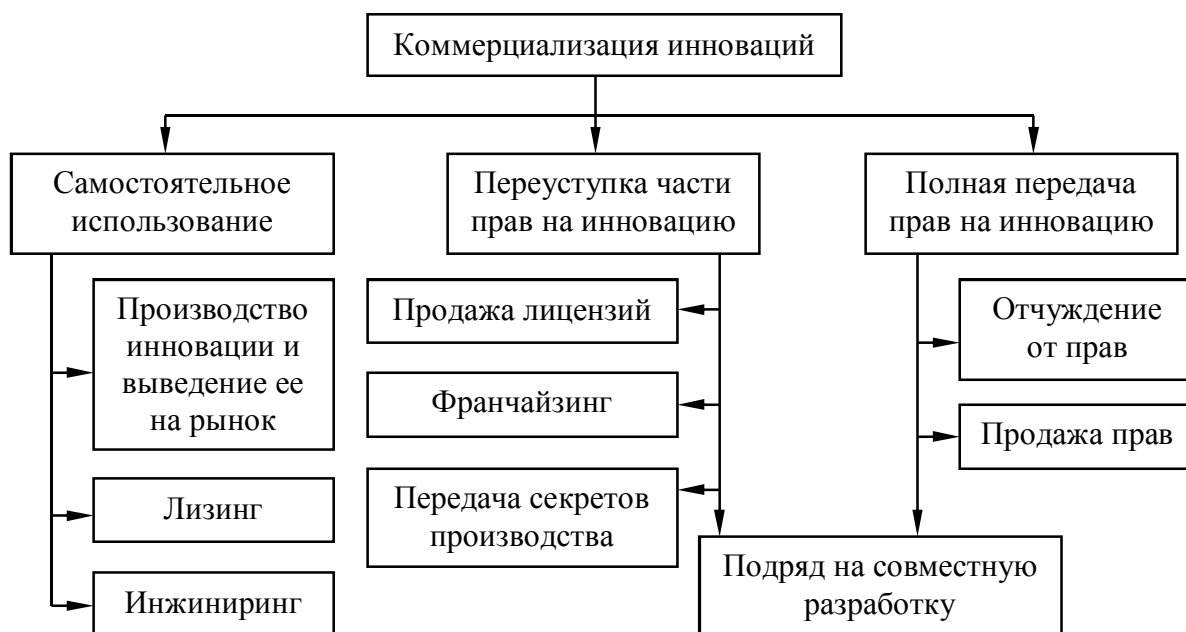 Коммерциализация инноваций
Самостоятельное
использование
Переуступка части
прав на инновацию
Полная передача
прав на инновацию
Производство
инновации и
выведение ее
на рынок
Лизинг
Инжиниринг
Продажа лицензий
Франчайзинг
Передача секретов
производства
Отчуждение
от прав
Продажа прав
Подряд на совместную
разработку